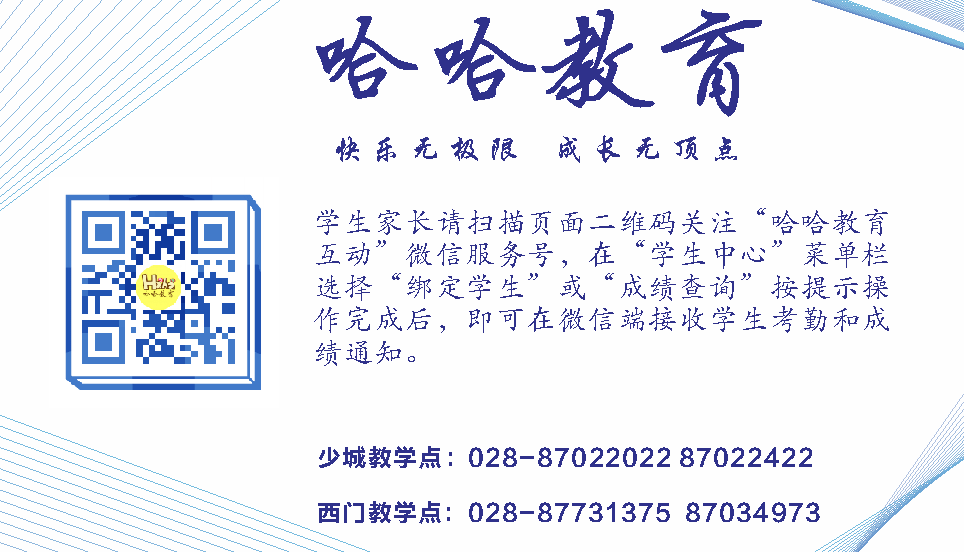 哈哈教育
快乐无极限 成长无顶点
学生家长请扫描页面二维码关注“哈哈教育
互动”微信服务号，在“学生中心”菜单栏
选择“绑定学生”或“成绩查询”按提示操
作完成后，即可在微信端接收学生考勤和成
绩通知。
哈哈教育
少城教学点：028-87022022 87022422
西门教学点：028-87731375 87034973